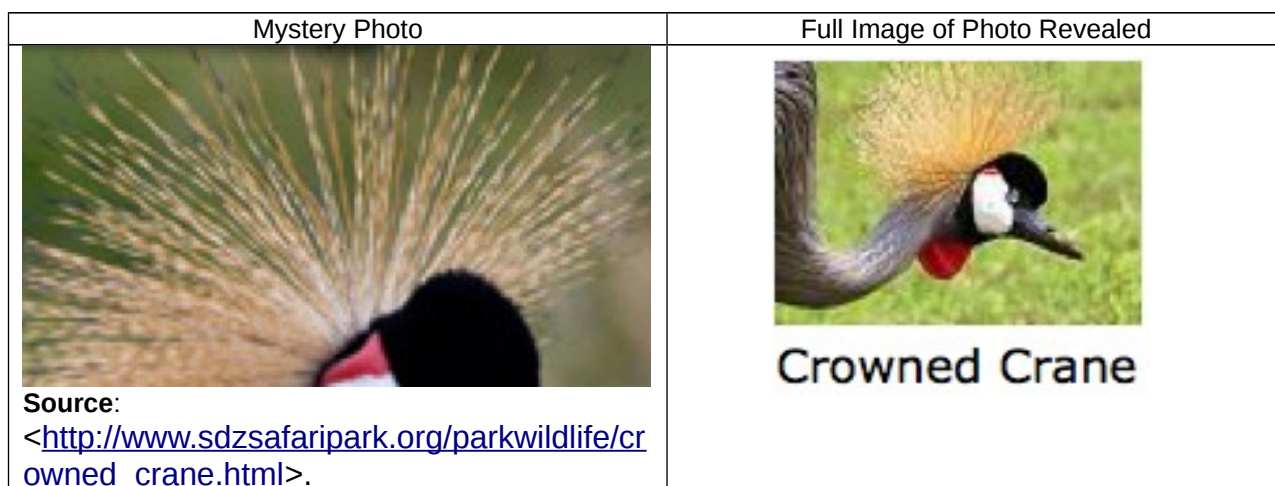 Mystery Photo
Full Image of Photo Revealed
Source:
<http://www.sdzsafaripark.org/parkwildlife/cr
owned_crane.html>.
Crowned Crane